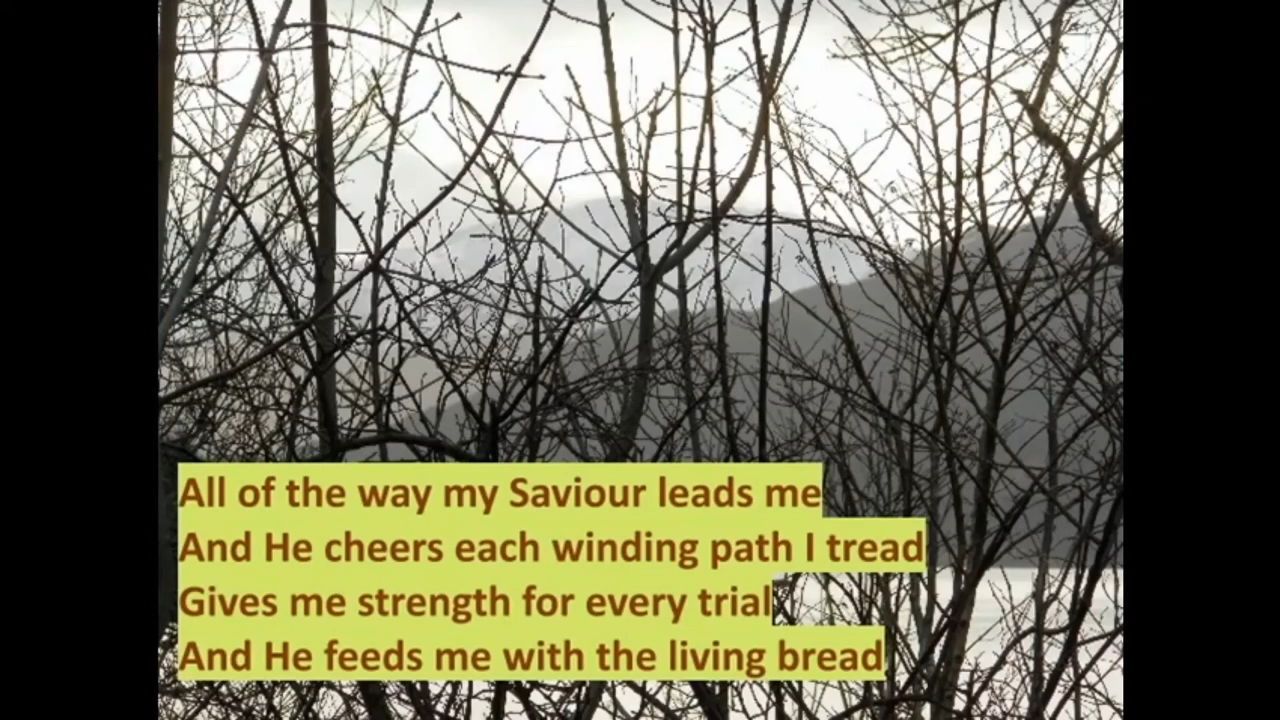 All of the way my Saviour leads me
And He cheers each winding path I tread
Gives me strength for every trial
And He feeds me with the living bread